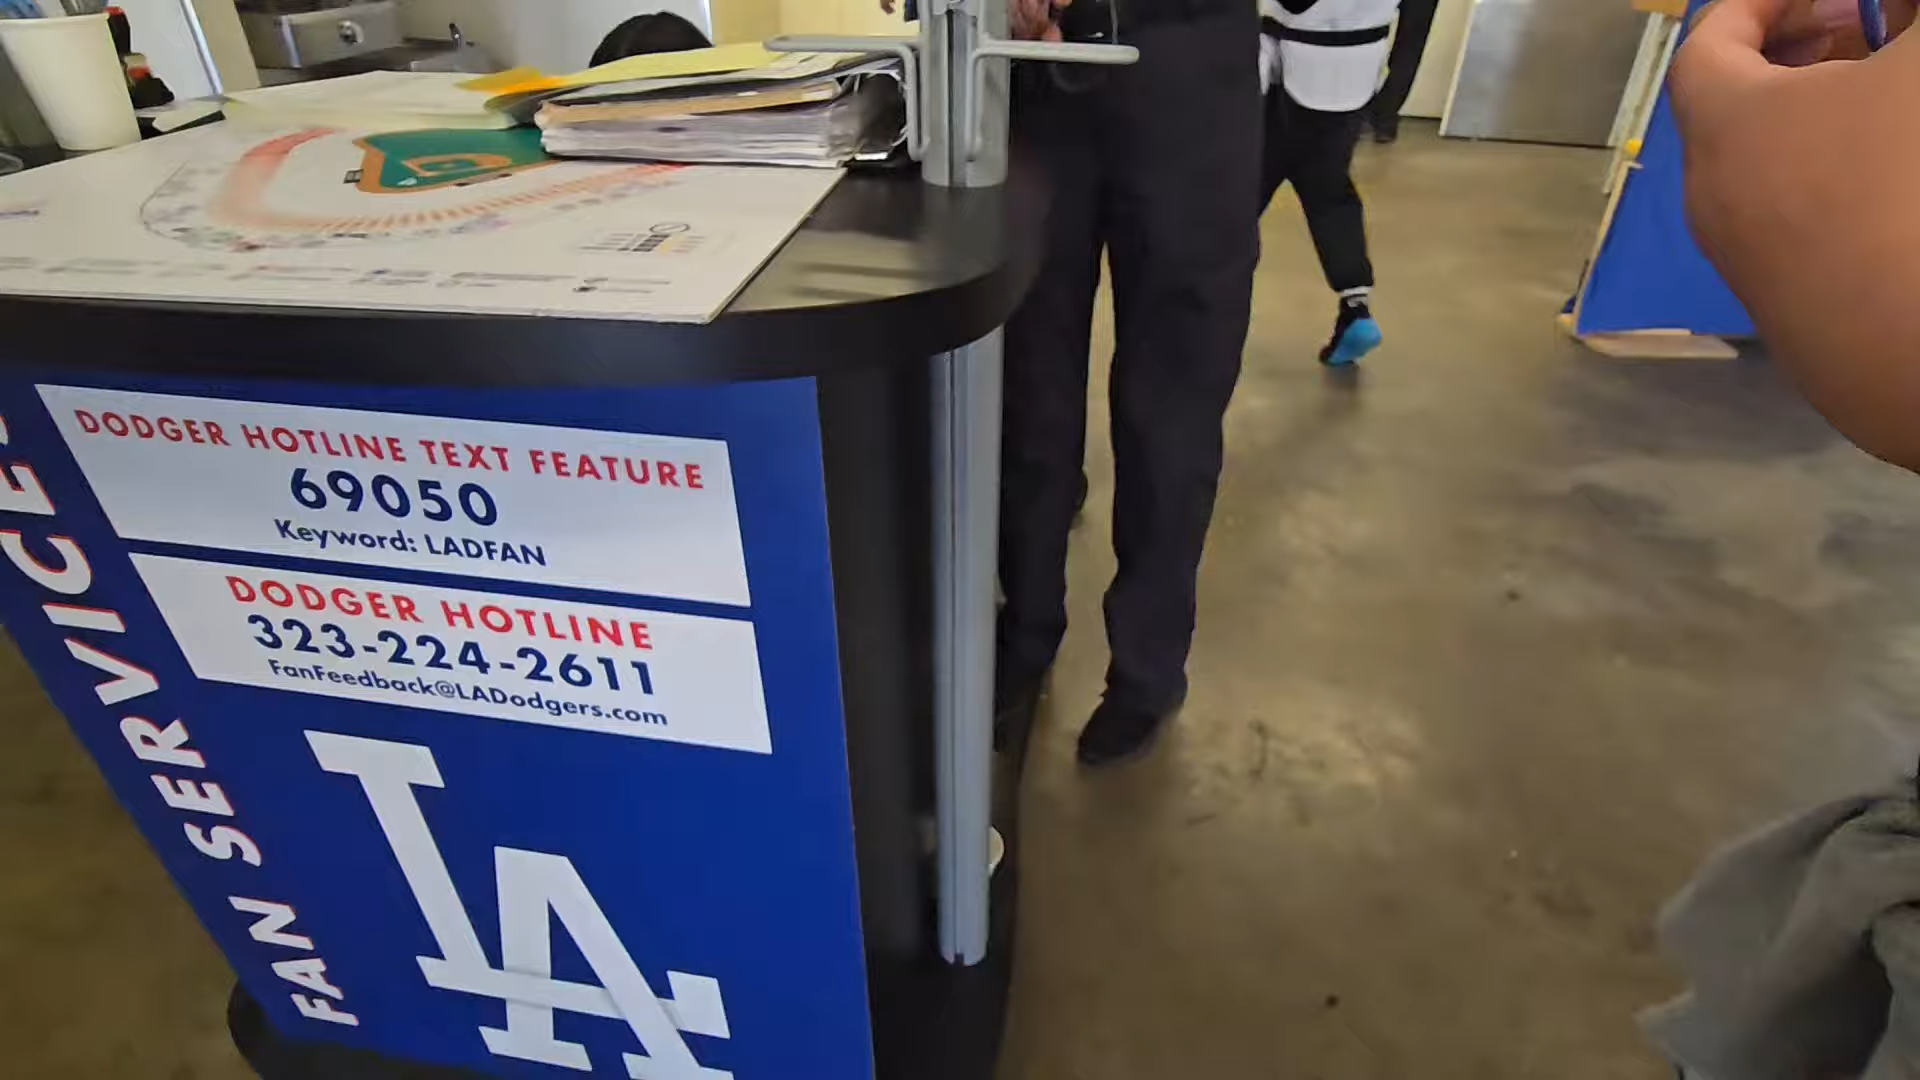 DODGER HOTLINE TEXT FEATURE
69050
Keyword: LADFAN
DODGER HOTLINE
323-224-2611
FanFeedback@LADodgers.com
FAN SERVICES
LA